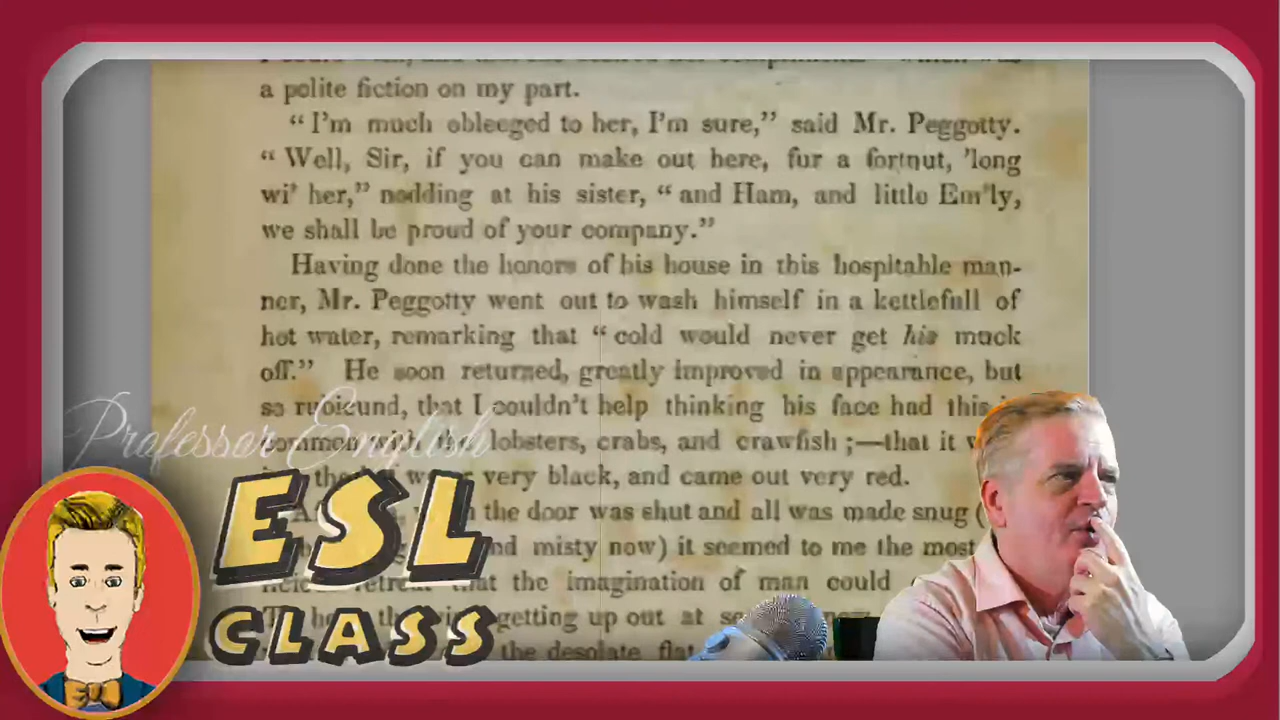 a polite fiction on my part.
“I'm much obleeged to her, I'm sure,” said Mr. Peggotty.
“Well, Sir, if you can make out here, fur a fortnut, 'long
wi' her,” nodding at his sister, “and Ham, and little Em'ly,
we shall be proud of your company.”
Having done the honors of his house in this hospitable man-
ner, Mr. Peggotty went out to wash himself in a kettlefull of
hot water, remarking that “cold would never get his muck
off.” He soon returned, greatly improved in appearance, but
so rubicund, that I couldn't help thinking his face had this
common with the lobsters, crabs, and crawfish ;—that it
very black, and came out very red.
the door was shut and all was made snug (
and misty now) it seemed to me the most
retreat that the imagination of man could
getting up out at
the desolate flat
Professor English
ESL
CLASS